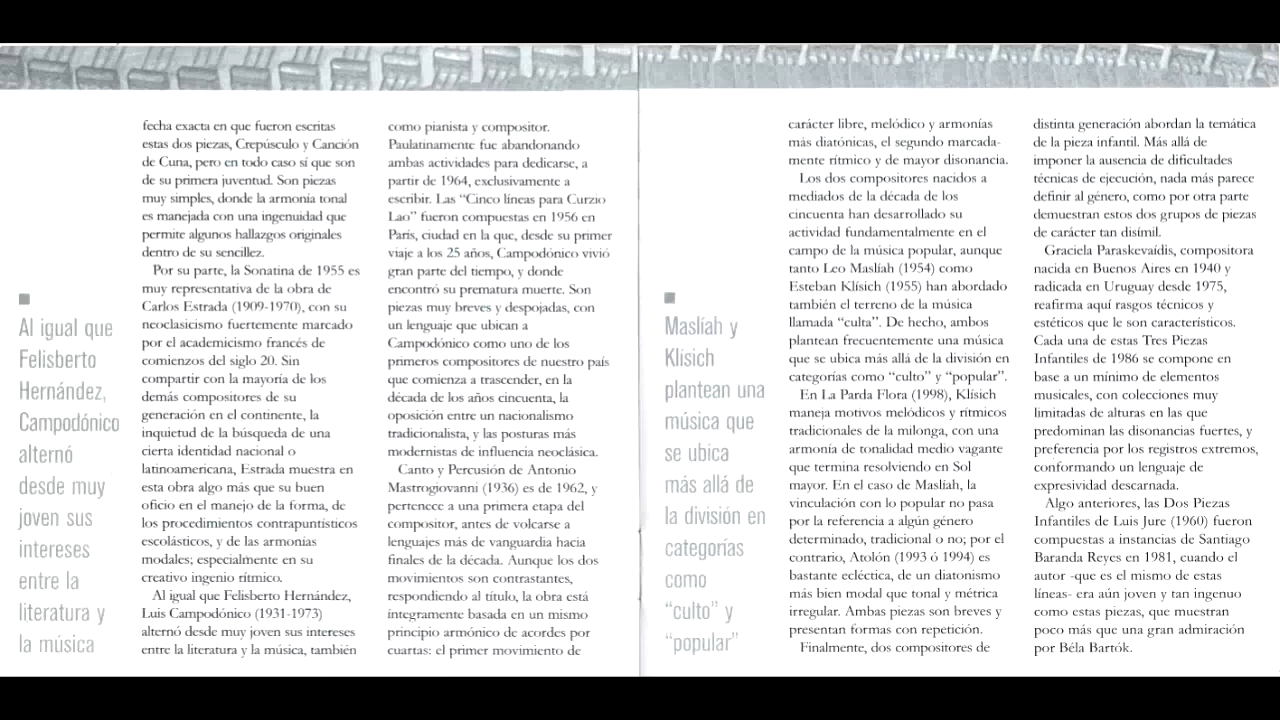 Al igual que
Felisberto
Hernández,
Campodónico
alternó
desde muy
joven sus
intereses
entre la
literatura y
la música
fecha exacta en que fueron escritas
estas dos piezas, Crepúsculo y Canción
de Cuna, pero en todo caso sí que son
de su primera juventud. Son piezas
muy simples, donde la armonía tonal
es manejada con una ingenuidad que
permite algunos hallazgos originales
dentro de su sencillez.
Por su parte, la Sonatina de 1955 es
muy representativa de la obra de
Carlos Estrada (1909-1970), con su
neoclasicismo fuertemente marcado
por el academicismo francés de
comienzos del siglo 20. Sin
compartir con la mayoría de los
demás compositores de su
generación en el continente, la
inquietud de la búsqueda de una
cierta identidad nacional o
latinoamericana, Estrada muestra en
esta obra algo más que su buen
oficio en el manejo de la forma, de
los procedimientos contrapuntísticos
escolásticos, y de las armonías
modales; especialmente en su
creativo ingenio rítmico.
Al igual que Felisberto Hernández,
Luis Campodónico (1931-1973)
alternó desde muy joven sus intereses
entre la literatura y la música, también
como pianista y compositor.
Paulatinamente fue abandonando
ambas actividades para dedicarse, a
partir de 1964, exclusivamente a
escribir. Las “Cinco líneas para Curzio
Lao” fueron compuestas en 1956 en
París, ciudad en la que, desde su primer
viaje a los 25 años, Campodónico vivió
gran parte del tiempo, y donde
encontró su prematura muerte. Son
piezas muy breves y despojadas, con
un lenguaje que ubican a
Campodónico como uno de los
primeros compositores de nuestro país
que comienza a trascender, en la
década de los años cincuenta, la
oposición entre un nacionalismo
tradicionalista, y las posturas más
modernistas de influencia neoclásica.
Canto y Percusión de Antonio
Mastrogiovanni (1936) es de 1962, y
pertenece a una primera etapa del
compositor, antes de volcarse a
lenguajes más de vanguardia hacia
finales de la década. Aunque los dos
movimientos son contrastantes,
respondiendo al título, la obra está
íntegramente basada en un mismo
principio armónico de acordes por
cuartas: el primer movimiento de
Maslíah y
Klísich
plantean una
música que
se ubica
más allá de
la división en
categorías
como
“culto” y
“popular”
carácter libre, melódico y armonías
más diatónicas, el segundo marcada-
mente rítmico y de mayor disonancia.
Los dos compositores nacidos a
mediados de la década de los
cincuenta han desarrollado su
actividad fundamentalmente en el
campo de la música popular, aunque
tanto Leo Maslíah (1954) como
Esteban Klísich (1955) han abordado
también el terreno de la música
llamada “culta”. De hecho, ambos
plantean frecuentemente una música
que se ubica más allá de la división en
categorías como “culto” y “popular”.
En La Parda Flora (1998), Klísich
maneja motivos melódicos y rítmicos
tradicionales de la milonga, con una
armonía de tonalidad medio vagante
que termina resolviendo en Sol
mayor. En el caso de Maslíah, la
vinculación con lo popular no pasa
por la referencia a algún género
determinado, tradicional o no; por el
contrario, Atolón (1993 ó 1994) es
bastante ecléctica, de un diatonismo
más bien modal que tonal y métrica
irregular. Ambas piezas son breves y
presentan formas con repetición.
Finalmente, dos compositores de
distinta generación abordan la temática
de la pieza infantil. Más allá de
imponer la ausencia de dificultades
técnicas de ejecución, nada más parece
definir al género, como por otra parte
demuestran estos dos grupos de piezas
de carácter tan disímil.
Graciela Paraskevaídis, compositora
nacida en Buenos Aires en 1940 y
radicada en Uruguay desde 1975,
reafirma aquí rasgos técnicos y
estéticos que le son característicos.
Cada una de estas Tres Piezas
Infantiles de 1986 se compone en
base a un mínimo de elementos
musicales, con colecciones muy
limitadas de alturas en las que
predominan las disonancias fuertes, y
preferencia por los registros extremos,
conformando un lenguaje de
expresividad descarnada.
Algo anteriores, las Dos Piezas
Infantiles de Luis Jure (1960) fueron
compuestas a instancias de Santiago
Baranda Reyes en 1981, cuando el
autor -que es el mismo de estas
líneas- era aún joven y tan ingenuo
como estas piezas, que muestran
poco más que una gran admiración
por Béla Bartók.